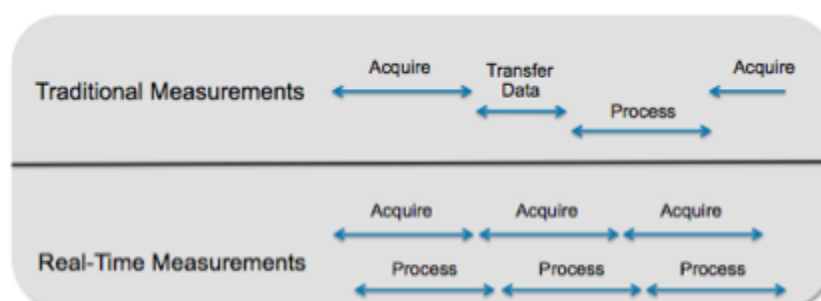 Acquire
Transfer
Data
Acquire
Traditional Measurements
Process
Acquire
Acquire
Acquire
Real-Time Measurements
Process
Process
Process